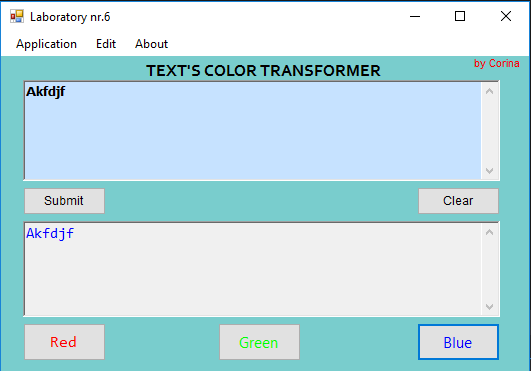 Laboratory nr.6
Application Edit About
TEXT'S COLOR TRANSFORMER
by Corina
Akfdjf
Submit Clear
Akfdjf
Red Green Blue